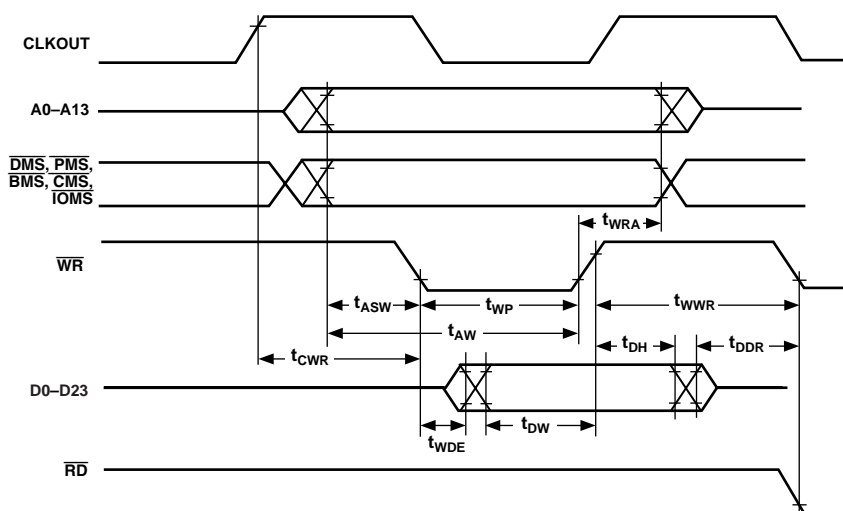 CLKOUT
A0–A13
DMS, PMS,
BMS, CMS,
IOMS
tWRA
WR
tASW
tWP
tWWR
tAW
tDH
tDDR
tCWR
D0–D23
tWDE
tDW
RD